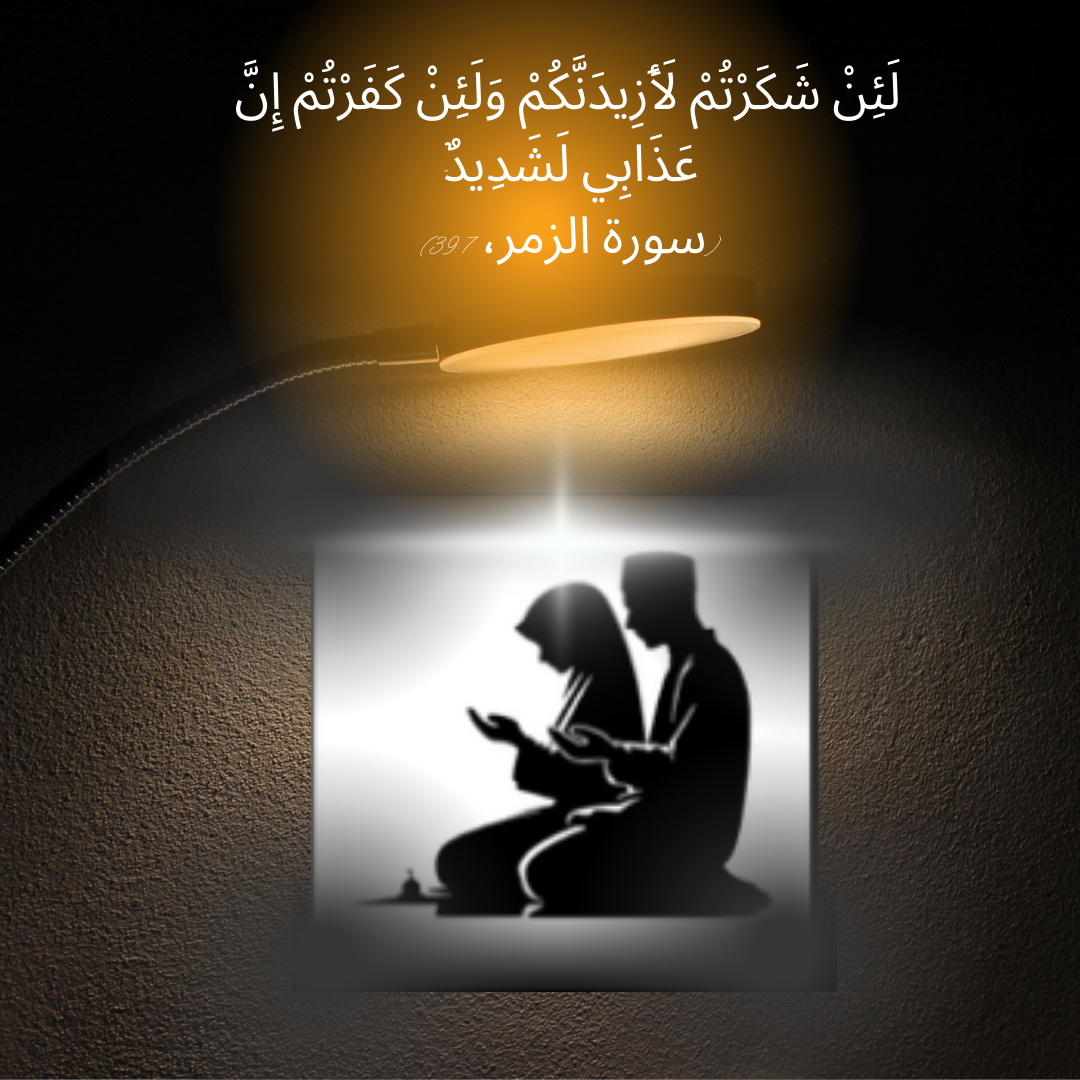 لَئِنْ شَكَرْتُمْ لَأَزِيدَنَّكُمْ وَلَئِنْ كَفَرْتُمْ إِنَّ
عَذَابِي لَشَدِيدٌ
(سورة الزمر، 39:7)